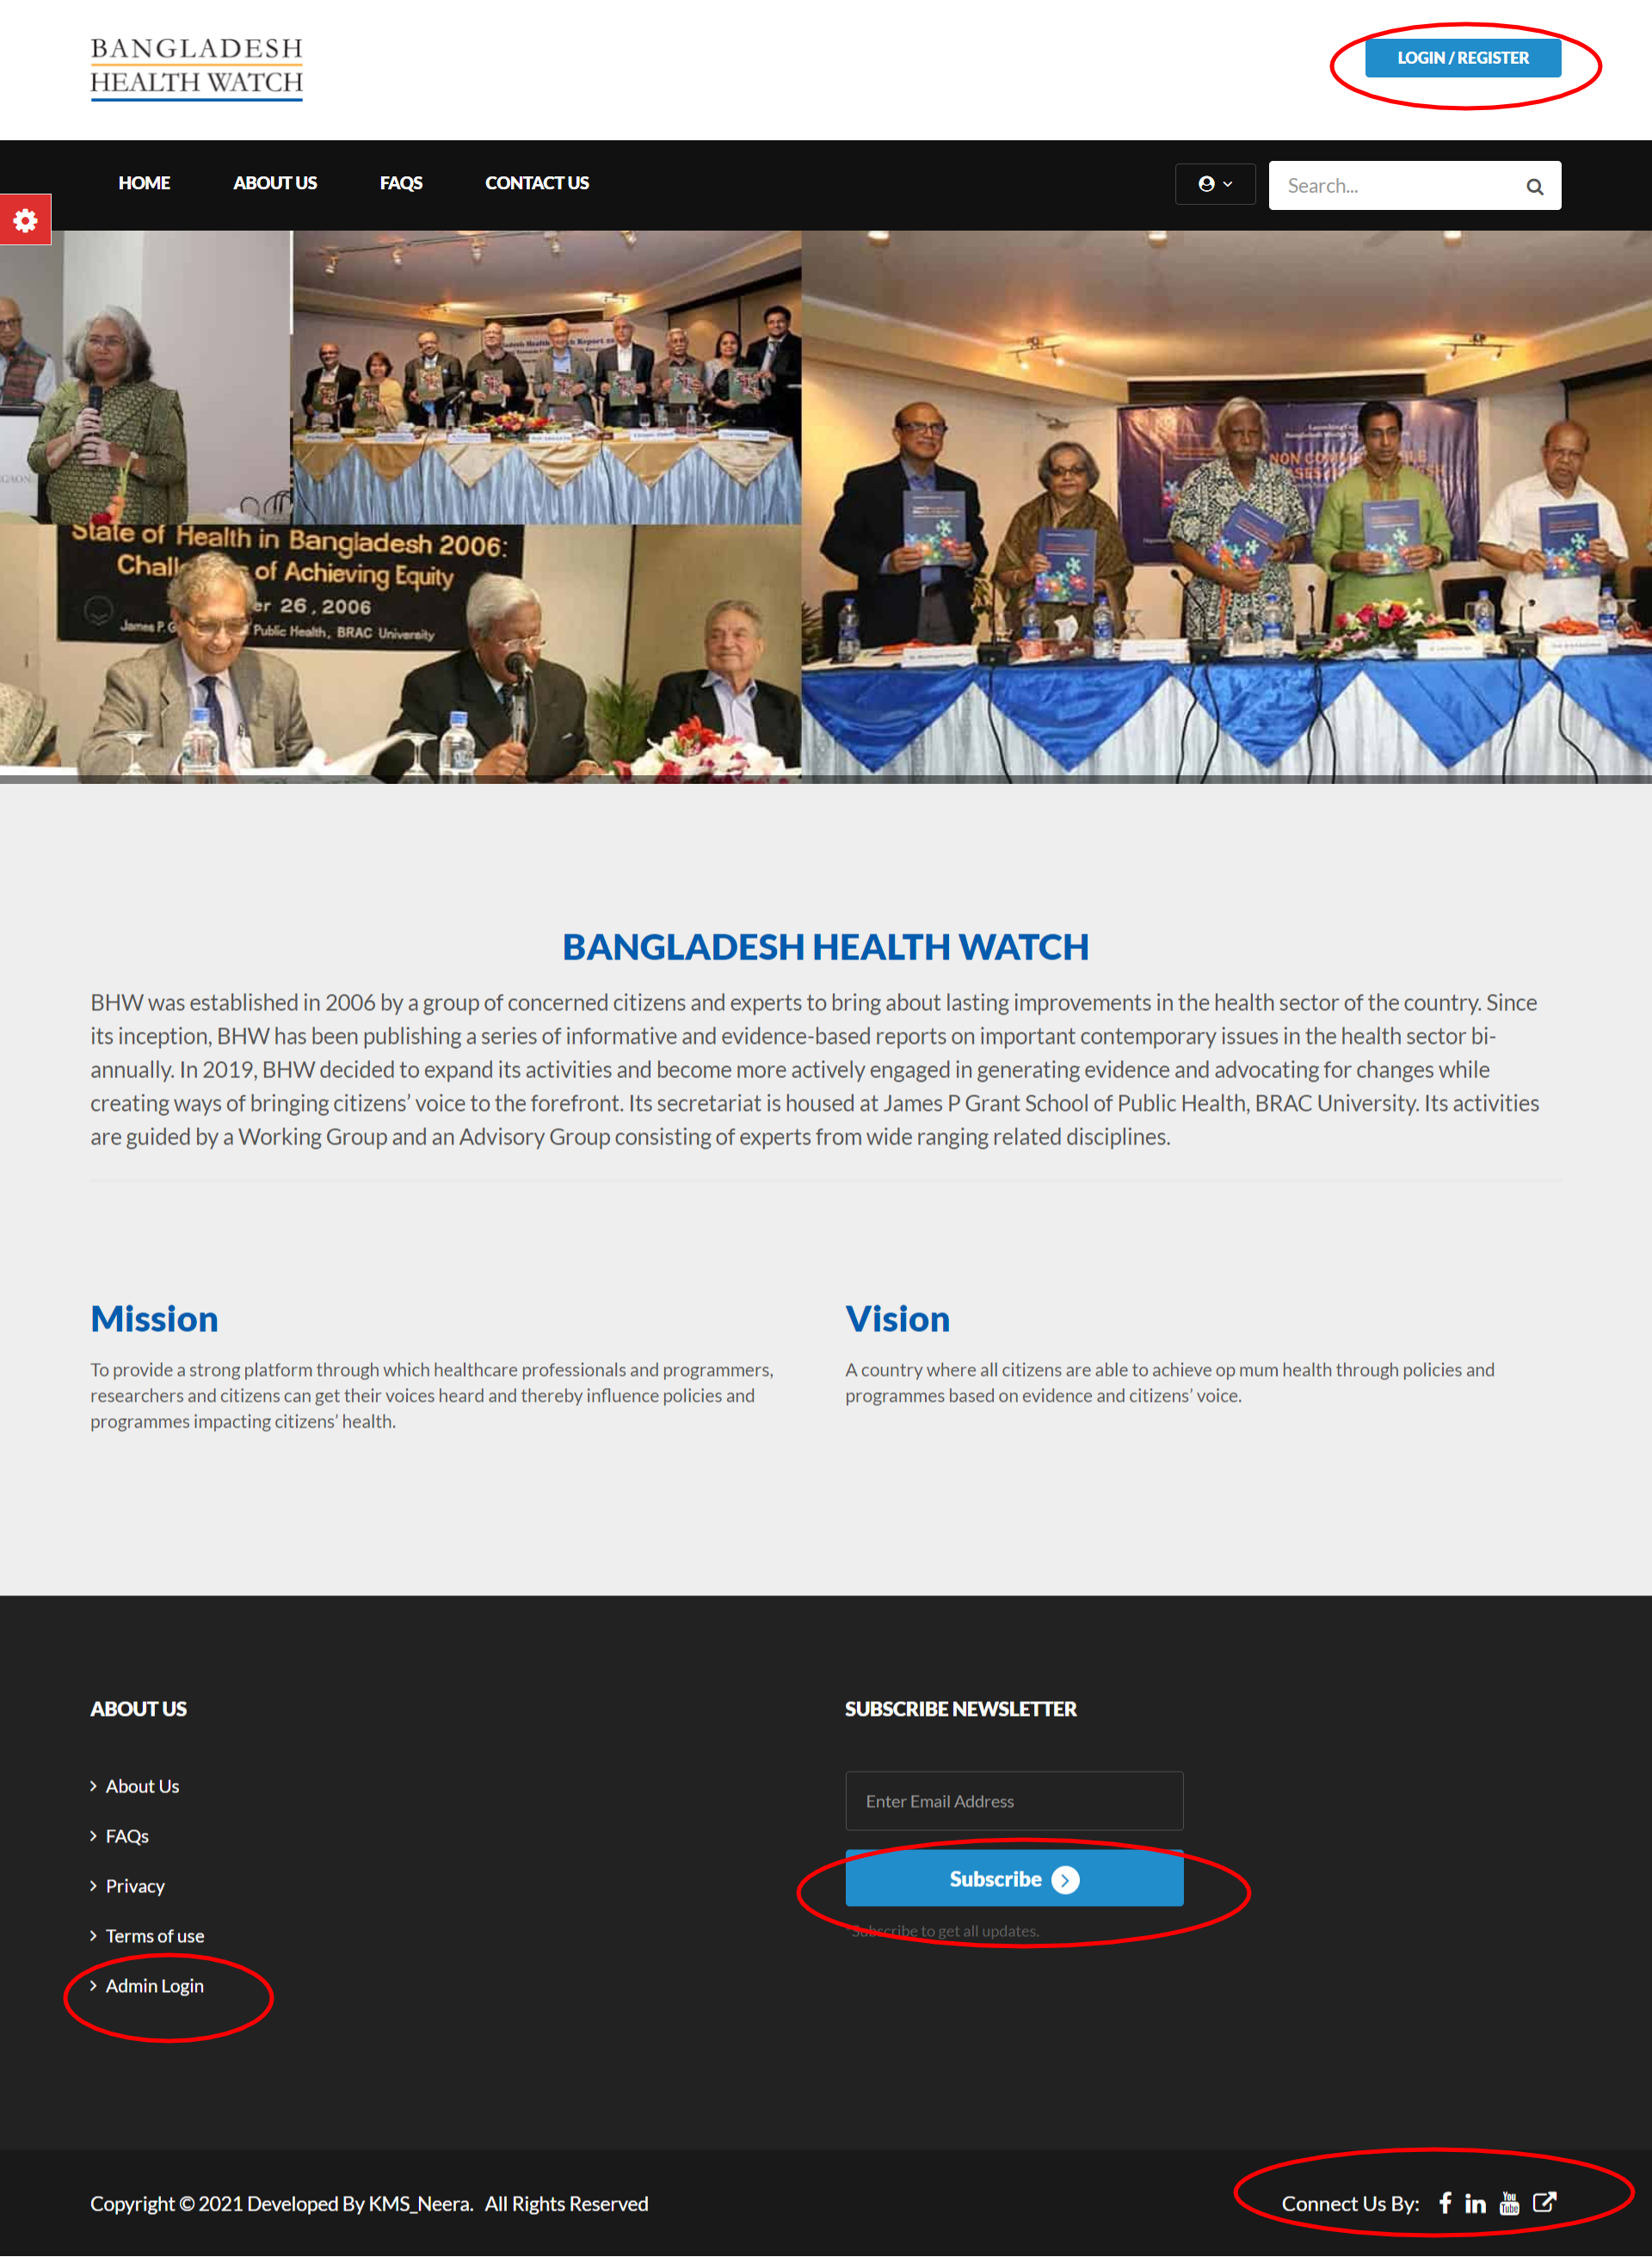 BANGLADESH
HEALTH WATCH
LOGIN / REGISTER
HOME ABOUT US FAQS CONTACT US
Search...
State of Health in Bangladesh 2006:
of Achieving Equity
26, 2006
James P.
Public Health, BRAC University
BANGLADESH HEALTH WATCH
BHW was established in 2006 by a group of concerned citizens and experts to bring about lasting improvements in the health sector of the country. Since
its inception, BHW has been publishing a series of informative and evidence-based reports on important contemporary issues in the health sector bi-
annually. In 2019, BHW decided to expand its activities and become more actively engaged in generating evidence and advocating for changes while
creating ways of bringing citizens’ voice to the forefront. Its secretariat is housed at James P Grant School of Public Health, BRAC University. Its activities
are guided by a Working Group and an Advisory Group consisting of experts from wide ranging related disciplines.
Mission
To provide a strong platform through which healthcare professionals and programmers,
researchers and citizens can get their voices heard and thereby influence policies and
programmes impacting citizens’ health.
Vision
A country where all citizens are able to achieve op mum health through policies and
programmes based on evidence and citizens’ voice.
ABOUT US
About Us
FAQs
Privacy
Terms of use
Admin Login
SUBSCRIBE NEWSLETTER
Enter Email Address
Subscribe
*Subscribe to get all updates.
Copyright © 2021 Developed By KMS_Neera. All Rights Reserved
Connect Us By:
You
Tube